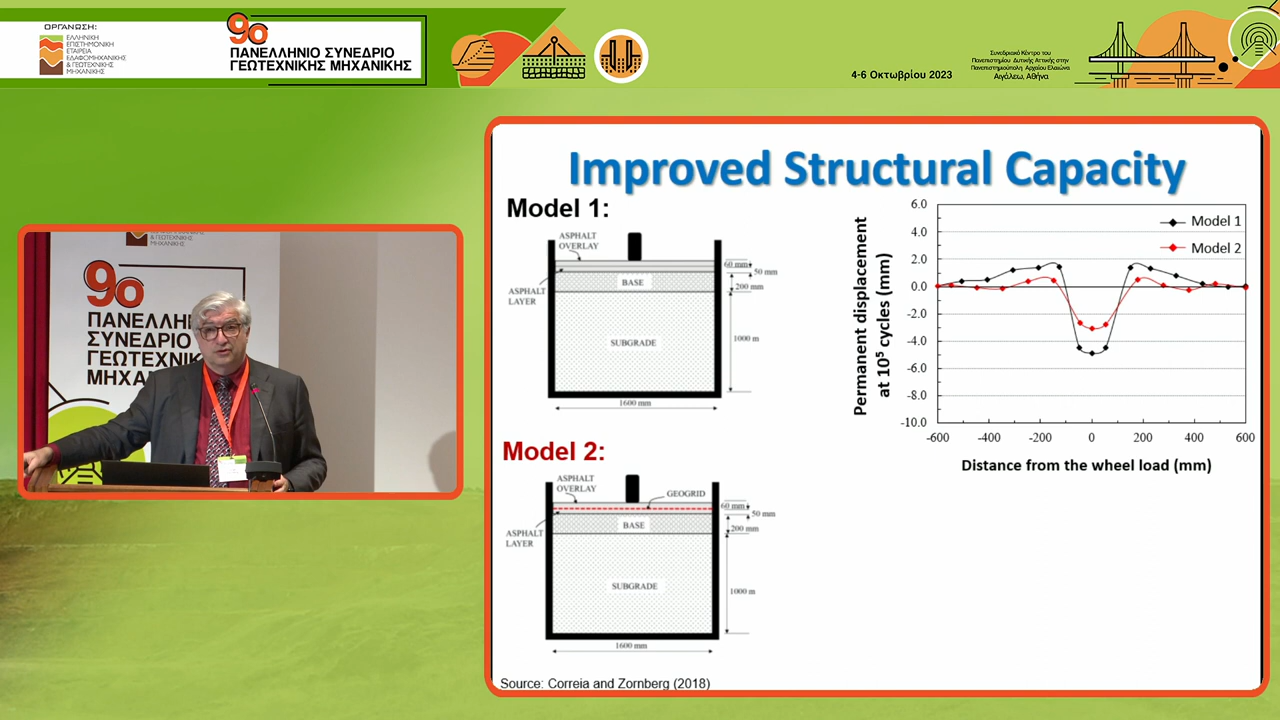 ΟΡΓΑΝΩΣΗ:
ΕΛΛΗΝΙΚΗ
ΕΠΙΣΤΗΜΟΝΙΚΗ
ΕΤΑΙΡΕΙΑ
ΕΔΑΦΟΜΗΧΑΝΙΚΗΣ
& ΓΕΩΤΕΧΝΙΚΗΣ
ΜΗΧΑΝΙΚΗΣ
9ο
ΠΑΝΕΛΛΗΝΙΟ ΣΥΝΕΔΡΙΟ
ΓΕΩΤΕΧΝΙΚΗΣ ΜΗΧΑΝΙΚΗΣ
4-6 Οκτωβρίου 2023
Συνεδριακό Κέντρο του
Πανεπιστημίου Δυτικής Αττικής στην
Πανεπιστημιούπολη Αρχαίου Ελαιώνα
Αιγάλεω, Αθήνα
& ΓΕΩΤΕΧΝΙΚΗΣ
ΜΗΧΑΝΙΚΗΣ
9ο
ΠΑΝΕΛΛΗΝ
ΣΥΝΕΔΡΙΟ
ΓΕΩΤΕΧΝΙΚ
ΜΗΧΑΝ
Improved Structural Capacity
Model 1:
ASPHALT
OVERLAY
60 mm
50 mm
BASE
200 mm
ASPHALT
LAYER
SUBGRADE
1000 m
1600 mm
Model 2:
ASPHALT
OVERLAY
GEOGRID
60 mm
50 mm
BASE
200 mm
ASPHALT
LAYER
SUBGRADE
1000 m
1600 mm
Source: Correia and Zornberg (2018)
Permanent displacement
at 10⁵ cycles (mm)
6.0
4.0
2.0
0.0
-2.0
-4.0
-6.0
-8.0
-10.0
Model 1
Model 2
-600 -400 -200 0 200 400 600
Distance from the wheel load (mm)